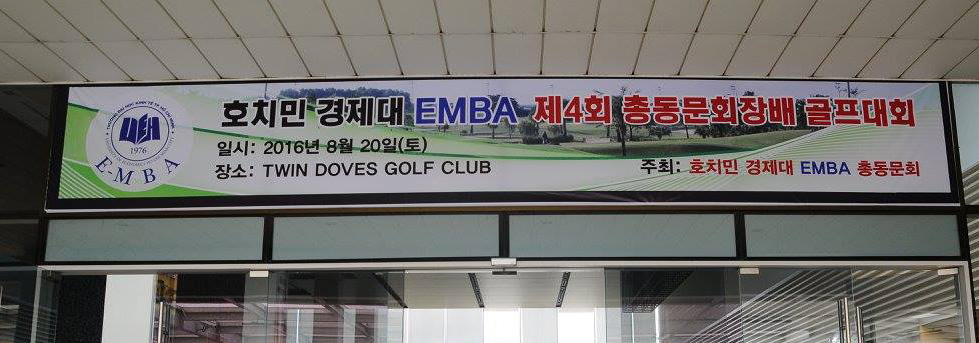 호치민 경제대 EMBA 제4회 총동문회장배 골프대회
일시: 2016년 8월 20일(토)
장소: TWIN DOVES GOLF CLUB
주최: 호치민 경제대 EMBA 총동문회
UEH
1976
E-MBA